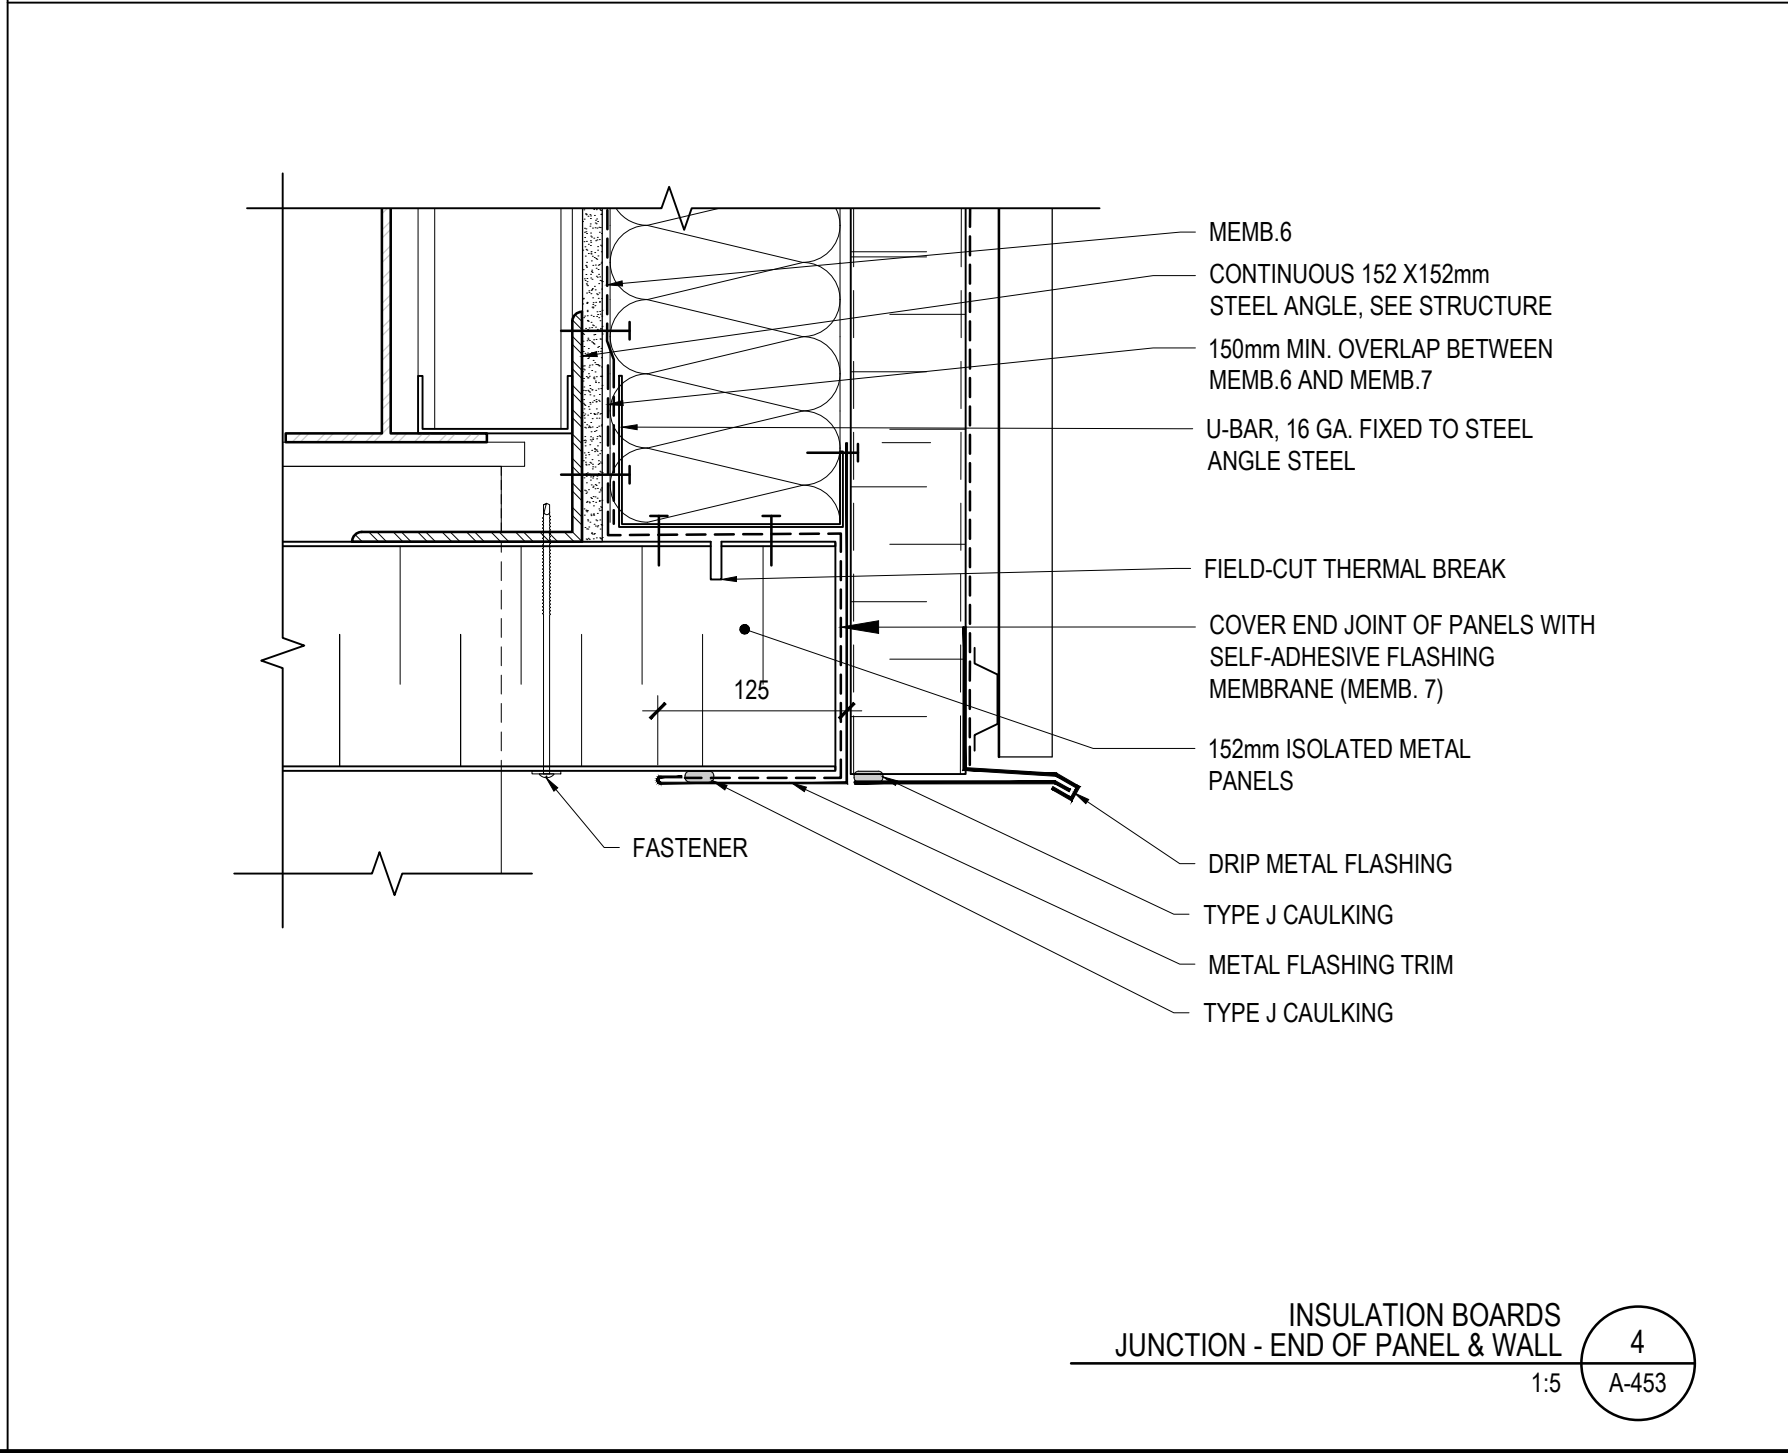 MEMB.6
CONTINUOUS 152 X152mm
STEEL ANGLE, SEE STRUCTURE
150mm MIN. OVERLAP BETWEEN
MEMB.6 AND MEMB.7
U-BAR, 16 GA. FIXED TO STEEL
ANGLE STEEL
FIELD-CUT THERMAL BREAK
COVER END JOINT OF PANELS WITH
SELF-ADHESIVE FLASHING
MEMBRANE (MEMB. 7)
125
152mm ISOLATED METAL
PANELS
FASTENER
DRIP METAL FLASHING
TYPE J CAULKING
METAL FLASHING TRIM
TYPE J CAULKING
INSULATION BOARDS
JUNCTION - END OF PANEL & WALL
1:5
4
A-453